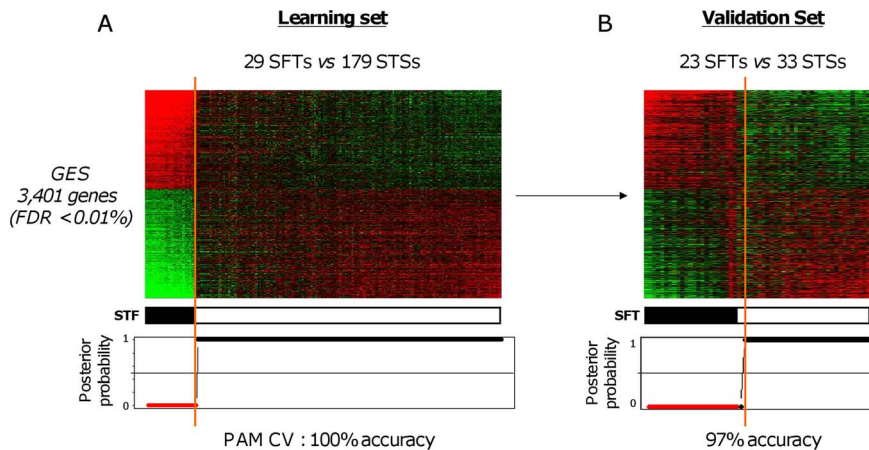 A
Learning set
29 SFTs vs 179 STSs
B
Validation Set
23 SFTs vs 33 STSs
GES
3,401 genes
(FDR <0.01%)
STF
SFT
Posterior
probability
1
0
Posterior
probability
1
0
PAM CV : 100% accuracy
97% accuracy